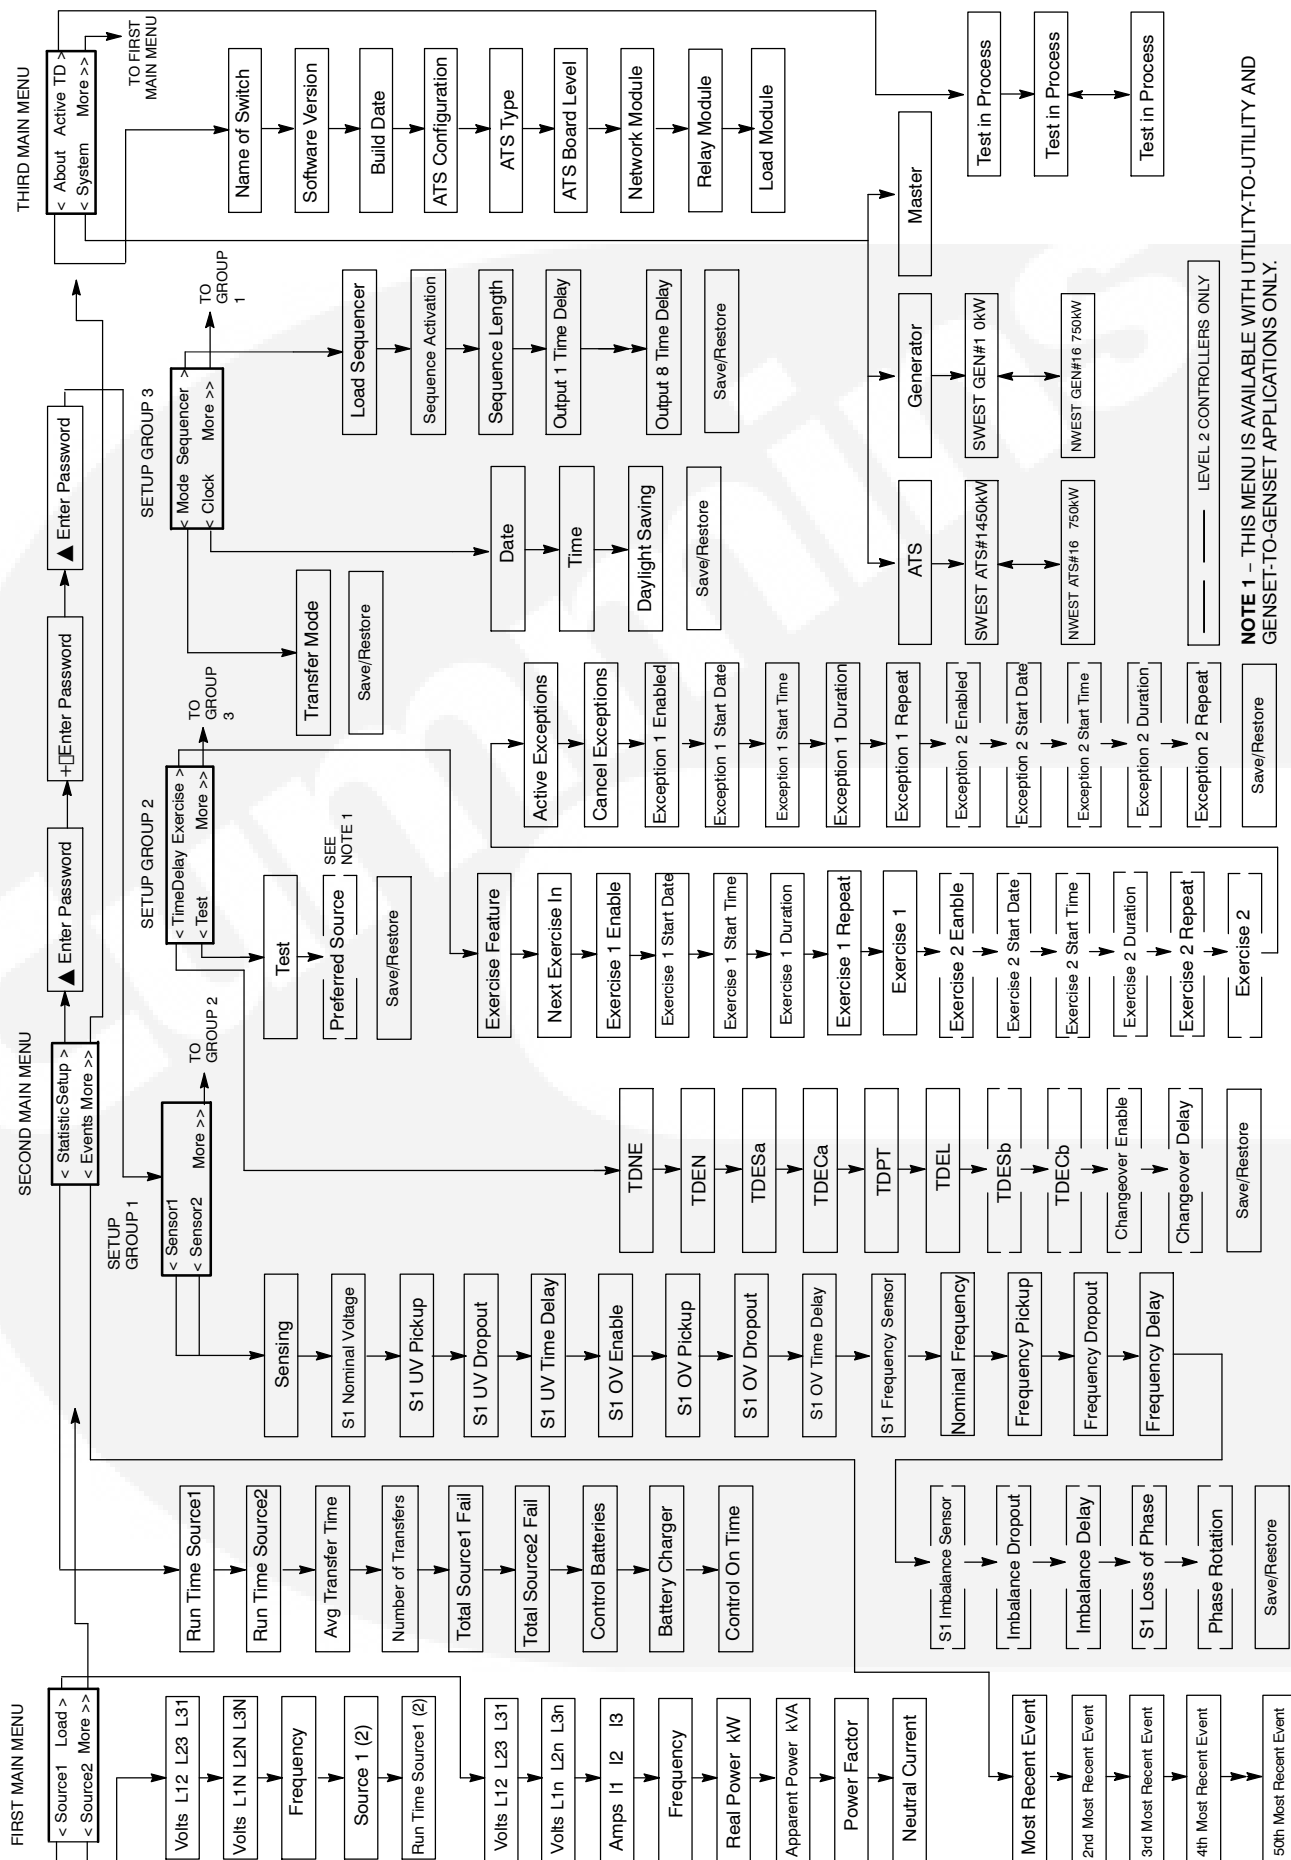 FIRST MAIN MENU
< Source1 Load >
< Source2 More >>
Volts L12 L23 L31
Volts L1N L2N L3N
Frequency
Source 1 (2)
Run Time Source1 (2)
Volts L12 L23 L31
Volts L1n L2n L3n
Amps I1 I2 I3
Frequency
Real Power kW
Apparent Power kVA
Power Factor
Neutral Current
Most Recent Event
2nd Most Recent Event
3rd Most Recent Event
4th Most Recent Event
50th Most Recent Event
SECOND MAIN MENU
< Statistic Setup >
< Events More >>
Run Time Source1
Run Time Source2
Avg Transfer Time
Number of Transfers
Total Source1 Fail
Total Source2 Fail
Control Batteries
Battery Charger
Control On Time
▲ Enter Password
+▯Enter Password
▲ Enter Password
SETUP
GROUP 1
< Sensor1
< Sensor2 More >>
TO
GROUP 2
Sensing
S1 Nominal Voltage
S1 UV Pickup
S1 UV Dropout
S1 UV Time Delay
S1 OV Enable
S1 OV Pickup
S1 OV Dropout
S1 OV Time Delay
S1 Frequency Sensor
Nominal Frequency
Frequency Pickup
Frequency Dropout
Frequency Delay
S1 Imbalance Sensor
Imbalance Dropout
Imbalance Delay
S1 Loss of Phase
Phase Rotation
Save/Restore
SETUP GROUP 2
< TimeDelay Exercise >
< Test More >>
TO
GROUP
3
TDNE
TDEN
TDESa
TDECa
TDPT
TDEL
TDESb
TDECb
Changeover Enable
Changeover Delay
Save/Restore
Test
Preferred Source
SEE
NOTE 1
Save/Restore
Exercise Feature
Next Exercise In
Exercise 1 Enable
Exercise 1 Start Date
Exercise 1 Start Time
Exercise 1 Duration
Exercise 1 Repeat
Exercise 1
Exercise 2 Eanble
Exercise 2 Start Date
Exercise 2 Start Time
Exercise 2 Duration
Exercise 2 Repeat
Exercise 2
Active Exceptions
Cancel Exceptions
Exception 1 Enabled
Exception 1 Start Date
Exception 1 Start Time
Exception 1 Duration
Exception 1 Repeat
Exception 2 Enabled
Exception 2 Start Date
Exception 2 Start Time
Exception 2 Duration
Exception 2 Repeat
Save/Restore
SETUP GROUP 3
< Mode Sequencer >
< Clock More >>
TO
GROUP
1
Transfer Mode
Save/Restore
Date
Time
Daylight Saving
Save/Restore
Load Sequencer
Sequence Activation
Sequence Length
Output 1 Time Delay
Output 8 Time Delay
Save/Restore
THIRD MAIN MENU
< About Active TD >
< System More >>
TO FIRST
MAIN MENU
Name of Switch
Software Version
Build Date
ATS Configuration
ATS Type
ATS Board Level
Network Module
Relay Module
Load Module
ATS
SWEST ATS#1450kW
NWEST ATS#16 750kW
Generator
SWEST GEN#1 0kW
NWEST GEN#16 750kW
Master
Test in Process
Test in Process
Test in Process
LEVEL 2 CONTROLLERS ONLY
NOTE 1 – THIS MENU IS AVAILABLE WITH UTILITY-TO-UTILITY AND
GENSET-TO-GENSET APPLICATIONS ONLY.
Cummins